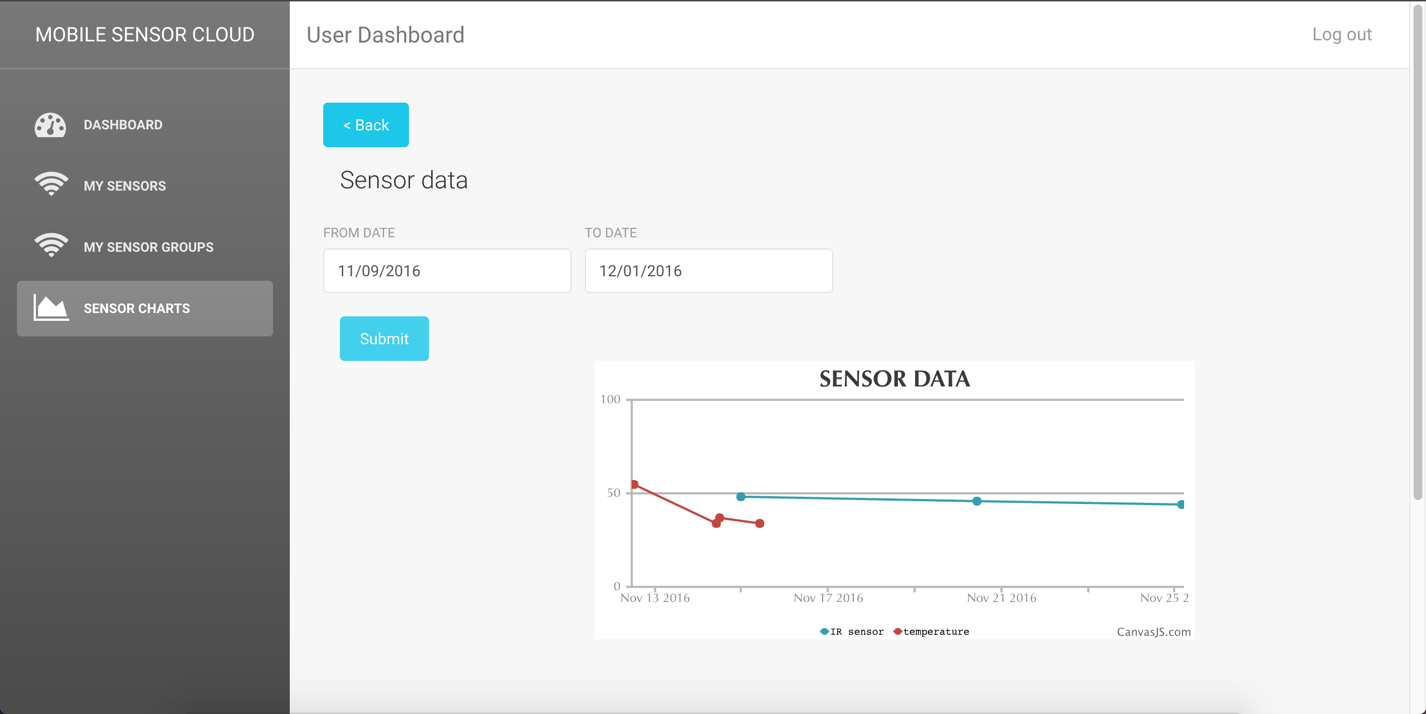 MOBILE SENSOR CLOUD
User Dashboard
Log out
DASHBOARD
MY SENSORS
MY SENSOR GROUPS
SENSOR CHARTS
< Back
Sensor data
FROM DATE
TO DATE
11/09/2016
12/01/2016
Submit
SENSOR DATA
100
50
0
Nov 13 2016
Nov 17 2016
Nov 21 2016
Nov 25 2
IR sensor
temperature
CanvasJS.com